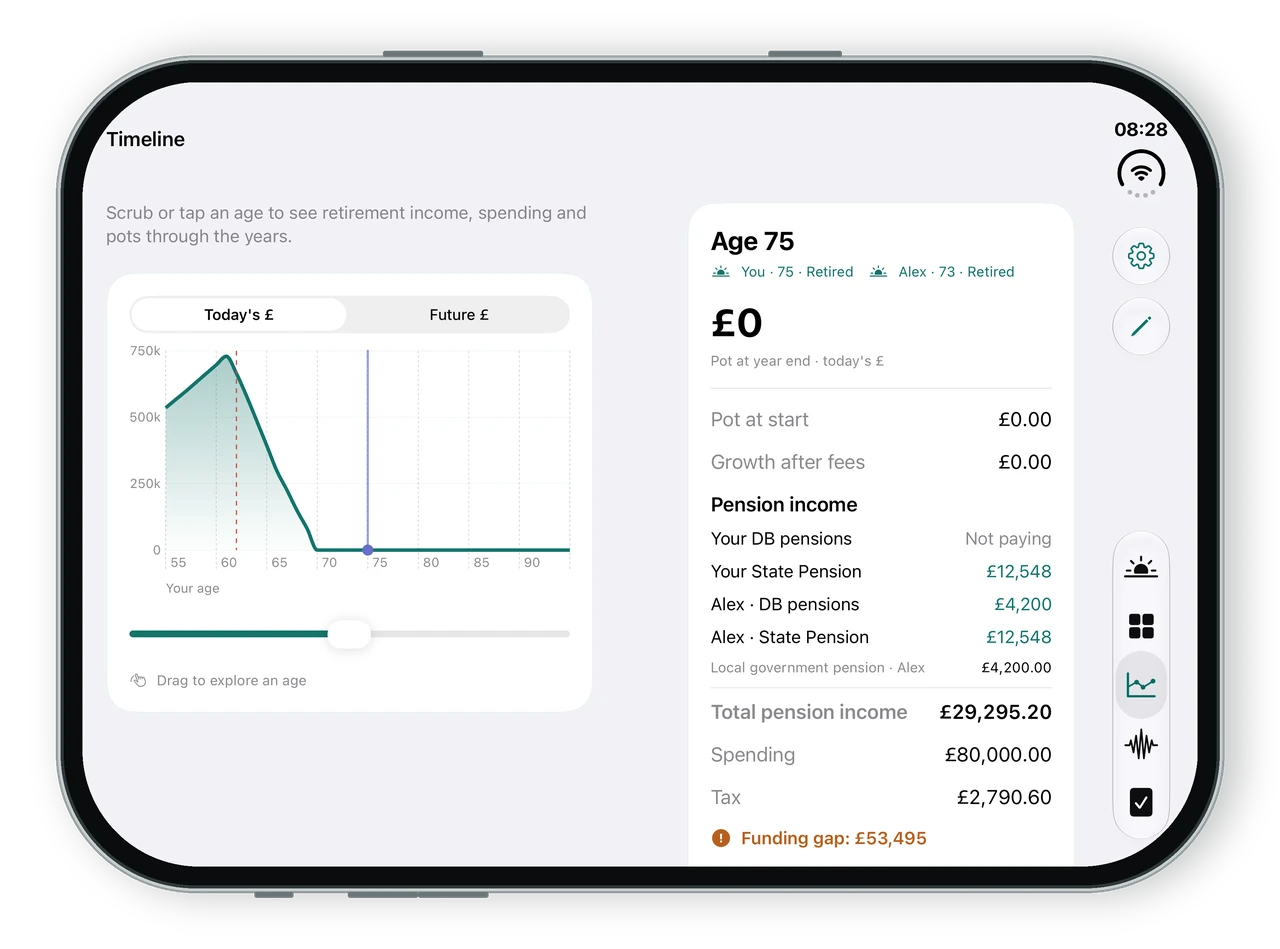 Timeline
08:28
Scrub or tap an age to see retirement income, spending and
pots through the years.
Today's £
Future £
750k
500k
250k
0
55
60
65
70
75
80
85
90
Your age
Drag to explore an age
Age 75
You · 75 · Retired
Alex · 73 · Retired
£0
Pot at year end · today's £
Pot at start £0.00
Growth after fees £0.00
Pension income
Your DB pensions Not paying
Your State Pension £12,548
Alex · DB pensions £4,200
Alex · State Pension £12,548
Local government pension · Alex £4,200.00
Total pension income £29,295.20
Spending £80,000.00
Tax £2,790.60
Funding gap: £53,495